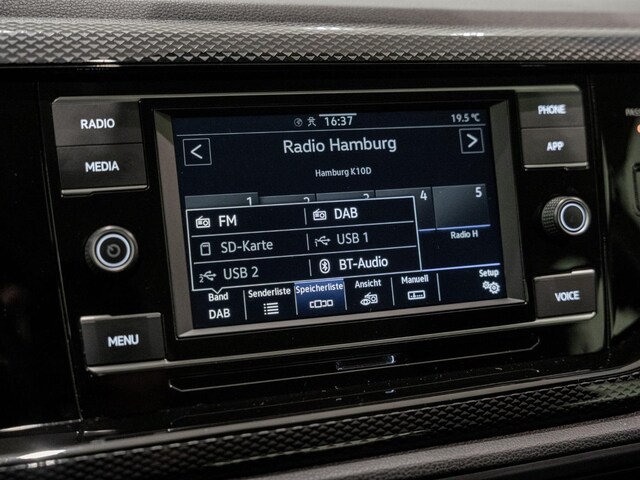 RADIO
MEDIA
MENU
PHONE
APP
VOICE
16:37
19.5 °C
<
Radio Hamburg
>
Hamburg K10D
1
4
5
Radio H
FM
DAB
SD-Karte
USB 1
2 USB 2
BT-Audio
Band
DAB
Senderliste
Speicherliste
Ansicht
Manuell
Setup